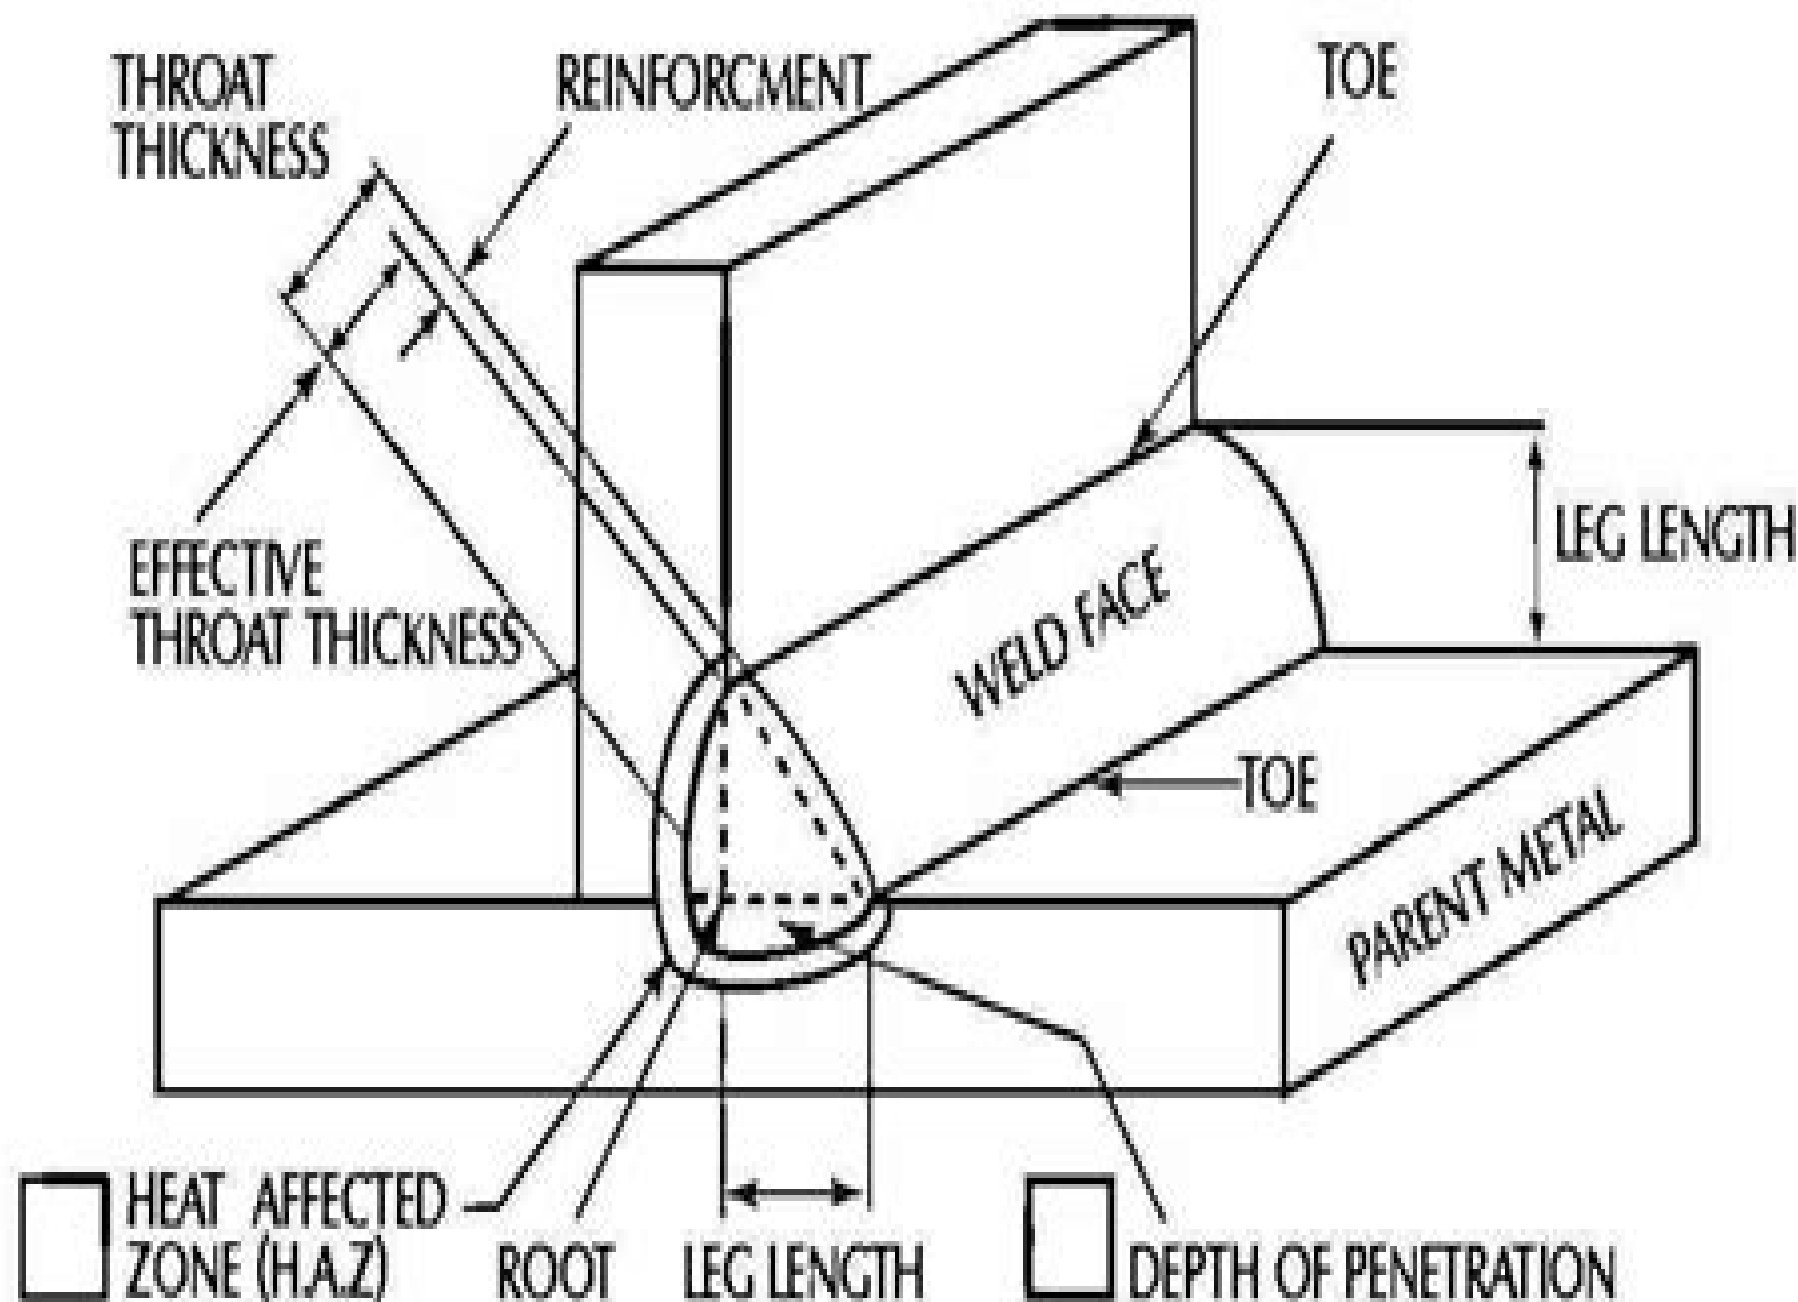 THROAT
THICKNESS
REINFORCMENT
TOE
EFFECTIVE
THROAT THICKNESS
LEG LENGTH
WELD FACE
TOE
PARENT METAL
HEAT AFFECTED
ZONE (H.A.Z)
ROOT
LEG LENGTH
DEPTH OF PENETRATION